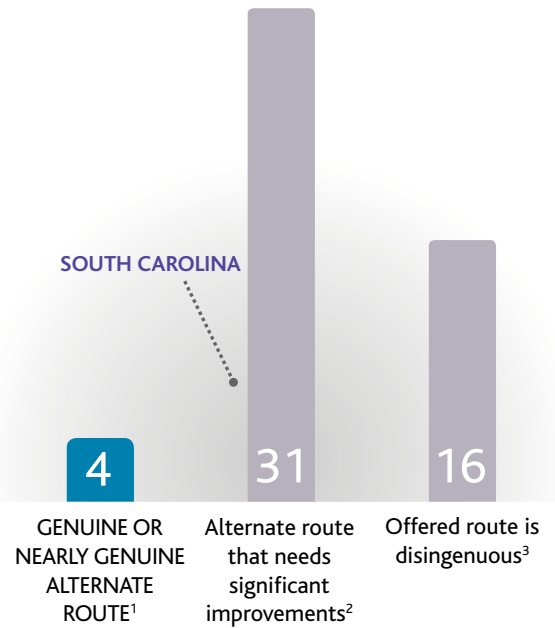 SOUTH CAROLINA
4
31
16
GENUINE OR
NEARLY GENUINE
ALTERNATE
ROUTE¹
Alternate route
that needs
significant
improvements²
Offered route is
disingenuous³